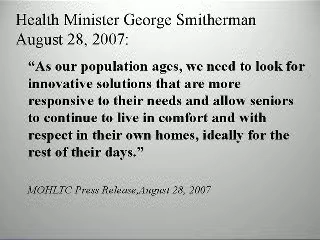 Health Minister George Smitherman
August 28, 2007:
“As our population ages, we need to look for
innovative solutions that are more
responsive to their needs and allow seniors
to continue to live in comfort and with
respect in their own homes, ideally for the
rest of their days.”
MOHLTC Press Release,August 28, 2007